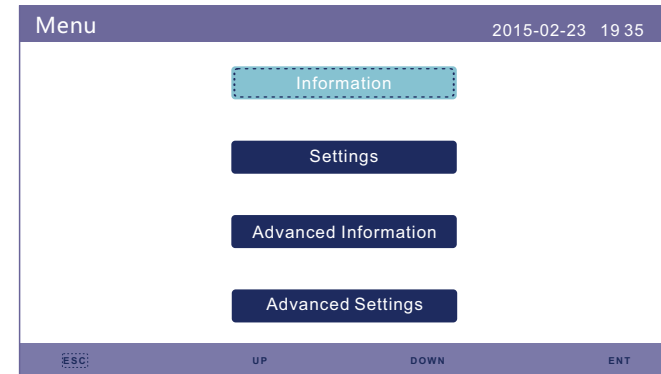 Menu 2015-02-23 19 35
Information
Settings
Advanced Information
Advanced Settings
ESC UP DOWN ENT